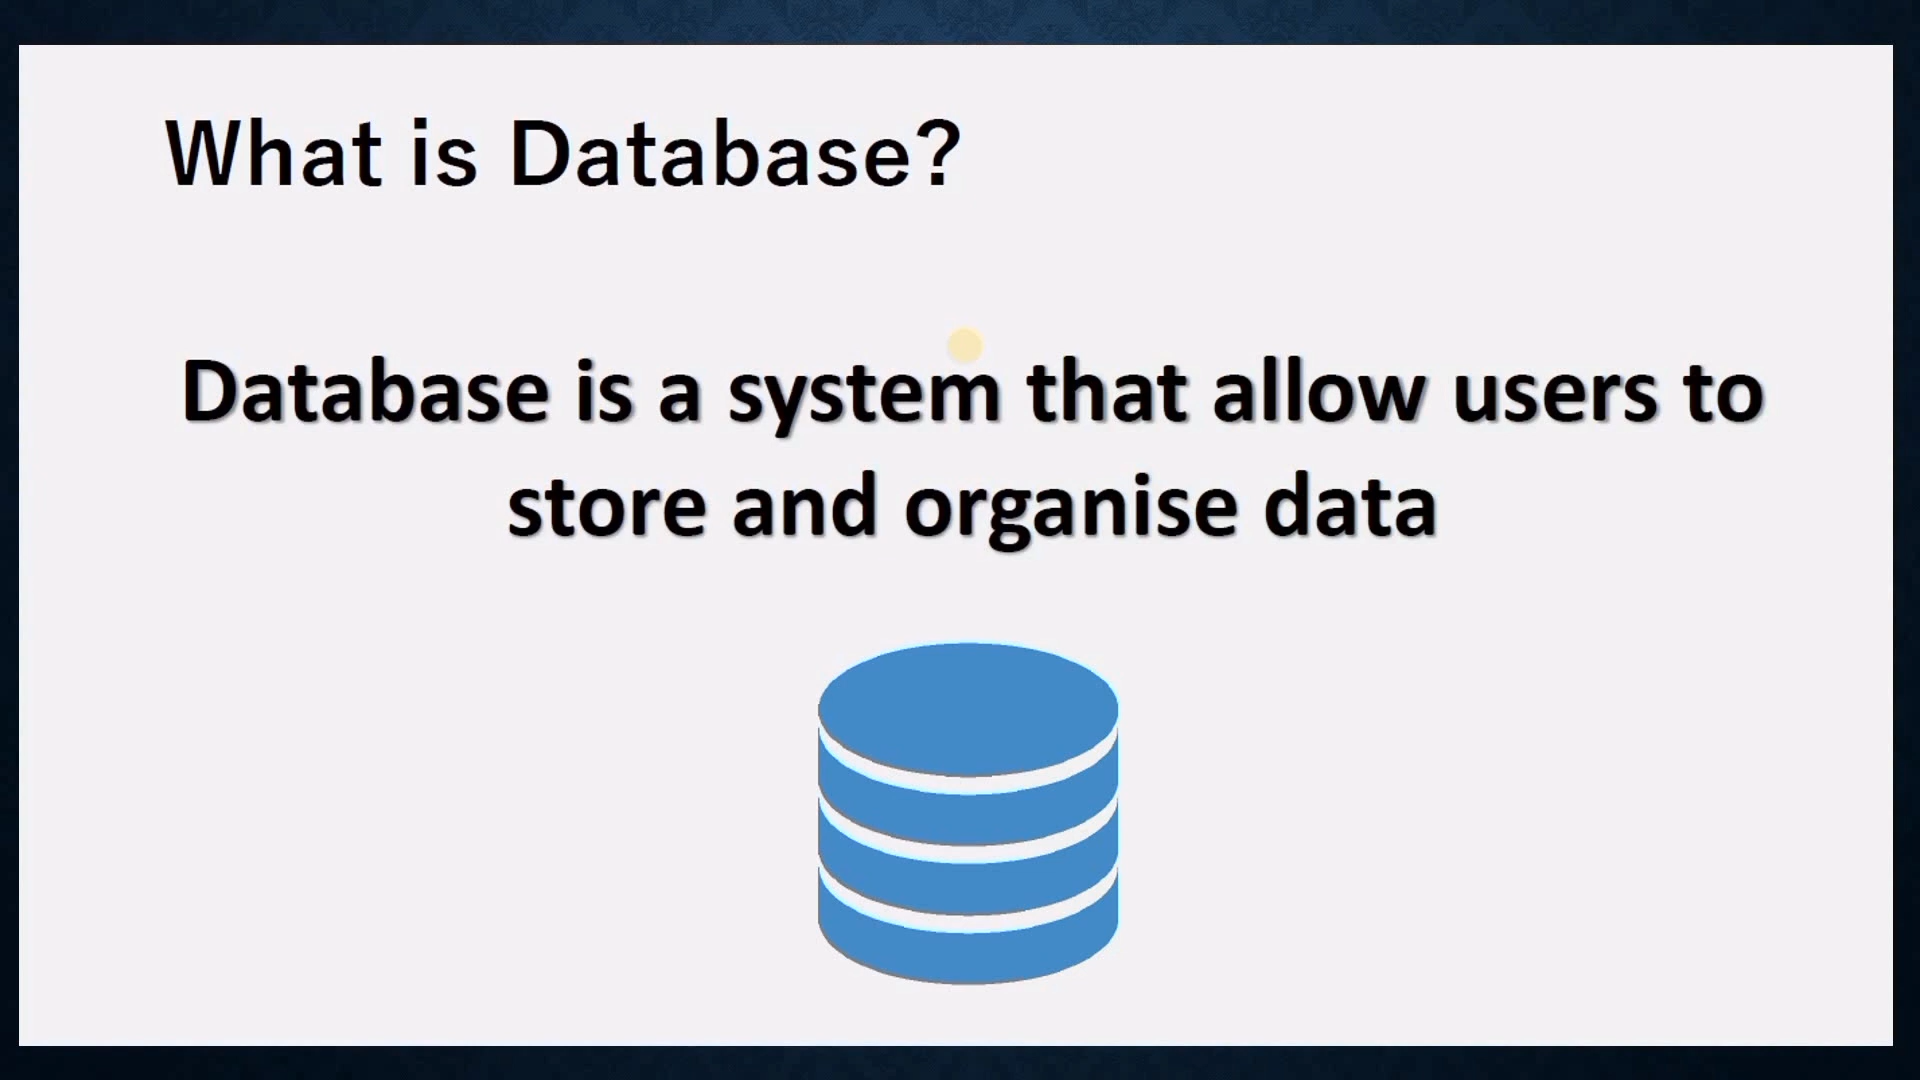 What is Database?
Database is a system that allow users to
store and organise data